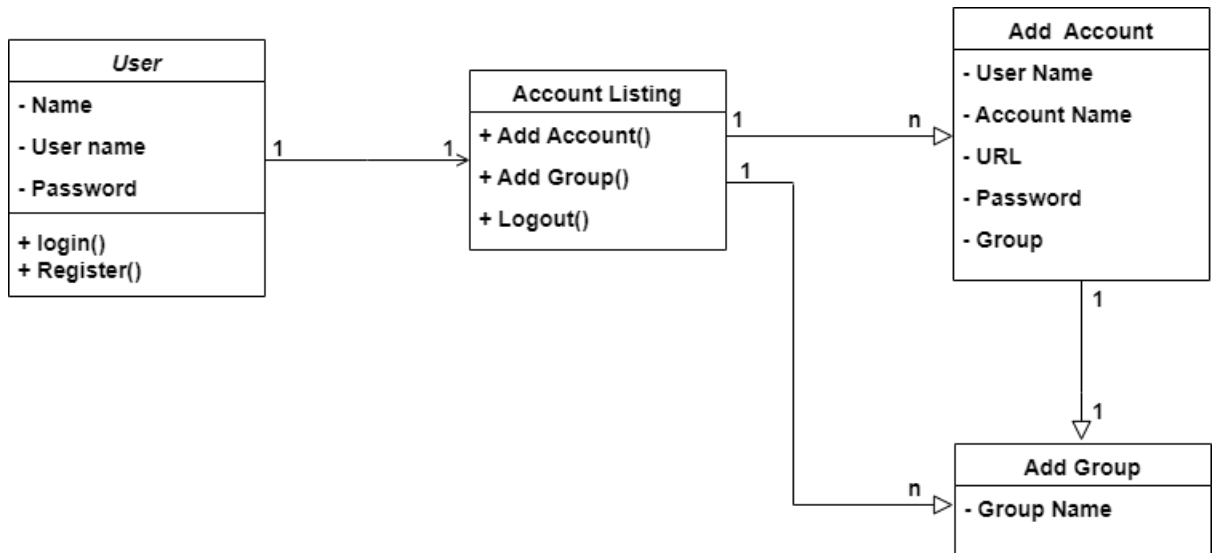 User
- Name
- User name
- Password
+ login()
+ Register()
1
1
Account Listing
+ Add Account()
+ Add Group()
+ Logout()
1
n
1
n
Add Account
- User Name
- Account Name
- URL
- Password
- Group
1
1
Add Group
- Group Name